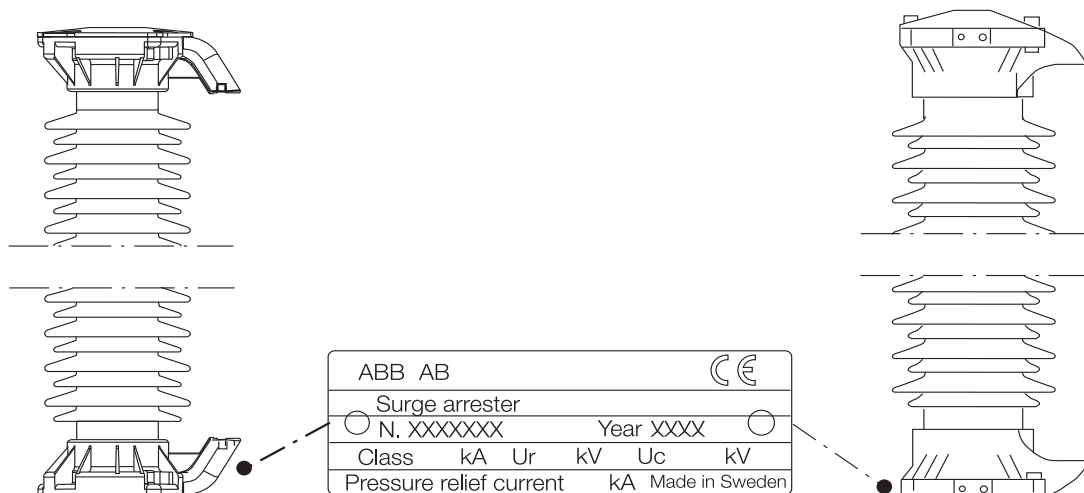 ABB AB CE
Surge arrester
N. XXXXXXX Year XXXX
Class kA Ur kV Uc kV
Pressure relief current kA Made in Sweden